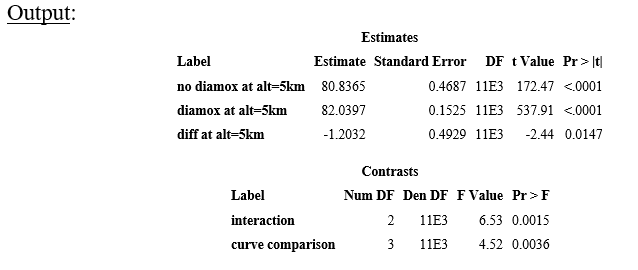 Output:
Estimates
Label Estimate Standard Error DF t Value Pr > |t|
no diamox at alt=5km 80.8365 0.4687 11E3 172.47 <.0001
diamox at alt=5km 82.0397 0.1525 11E3 537.91 <.0001
diff at alt=5km -1.2032 0.4929 11E3 -2.44 0.0147
Contrasts
Label Num DF Den DF F Value Pr > F
interaction 2 11E3 6.53 0.0015
curve comparison 3 11E3 4.52 0.0036